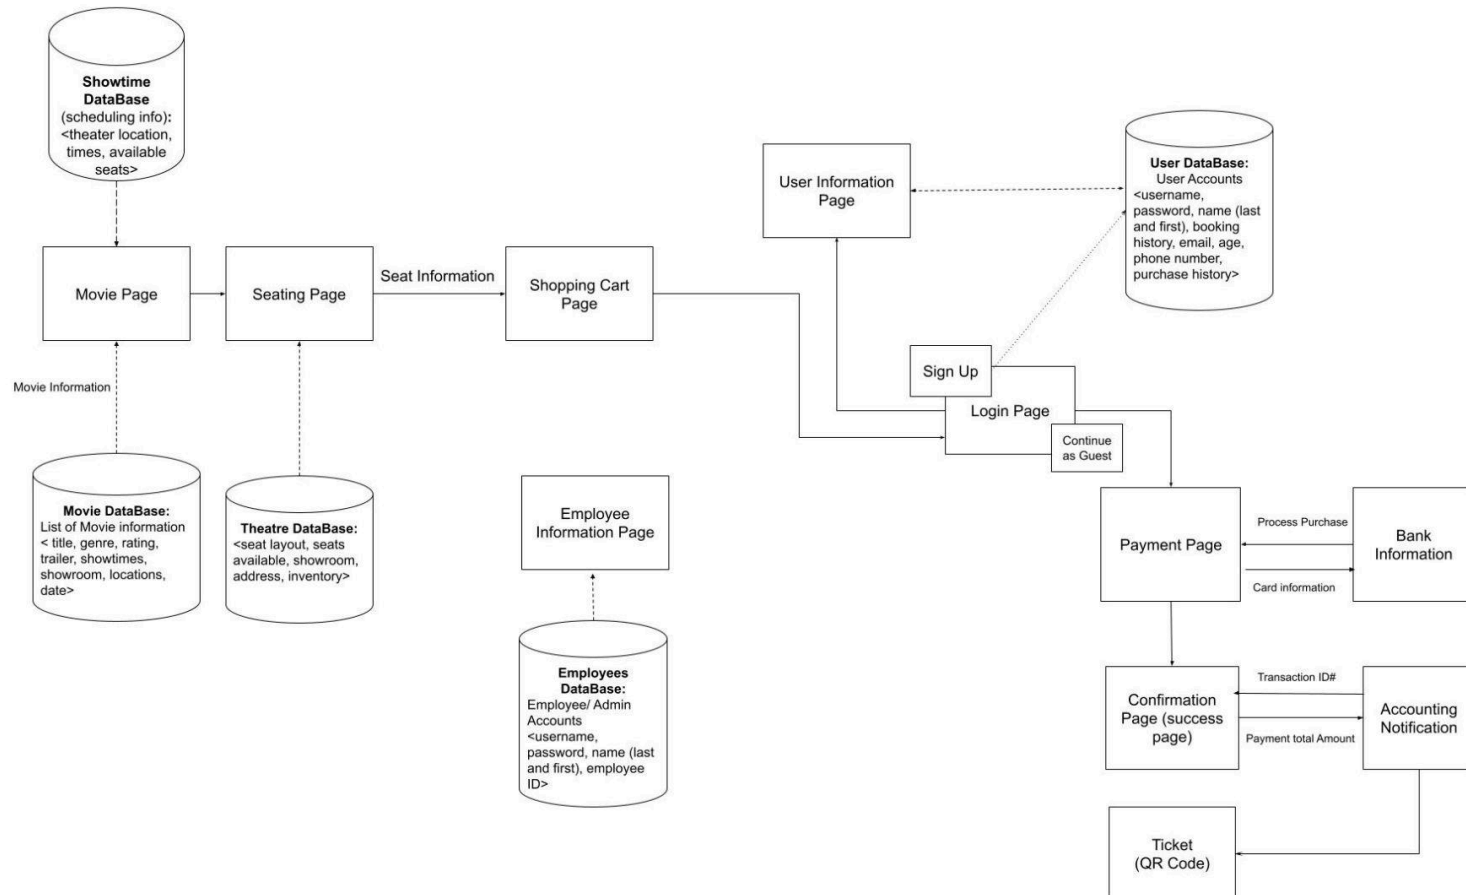 Showtime
DataBase
(scheduling info):
<theater location,
times, available
seats>
Movie Page
Seating Page
Seat Information
Shopping Cart
Page
User Information
Page
User DataBase:
User Accounts
<username,
password, name (last
and first), booking
history, email, age,
phone number,
purchase history>
Movie Information
Sign Up
Login Page
Continue
as Guest
Movie DataBase:
List of Movie information
< title, genre, rating,
trailer, showtimes,
showroom, locations,
date>
Theatre DataBase:
<seat layout, seats
available, showroom,
address, inventory>
Employee
Information Page
Employees
DataBase:
Employee/ Admin
Accounts
<username,
password, name (last
and first), employee
ID>
Payment Page
Process Purchase
Card information
Bank
Information
Confirmation
Page (success
page)
Transaction ID#
Payment total Amount
Accounting
Notification
Ticket
(QR Code)